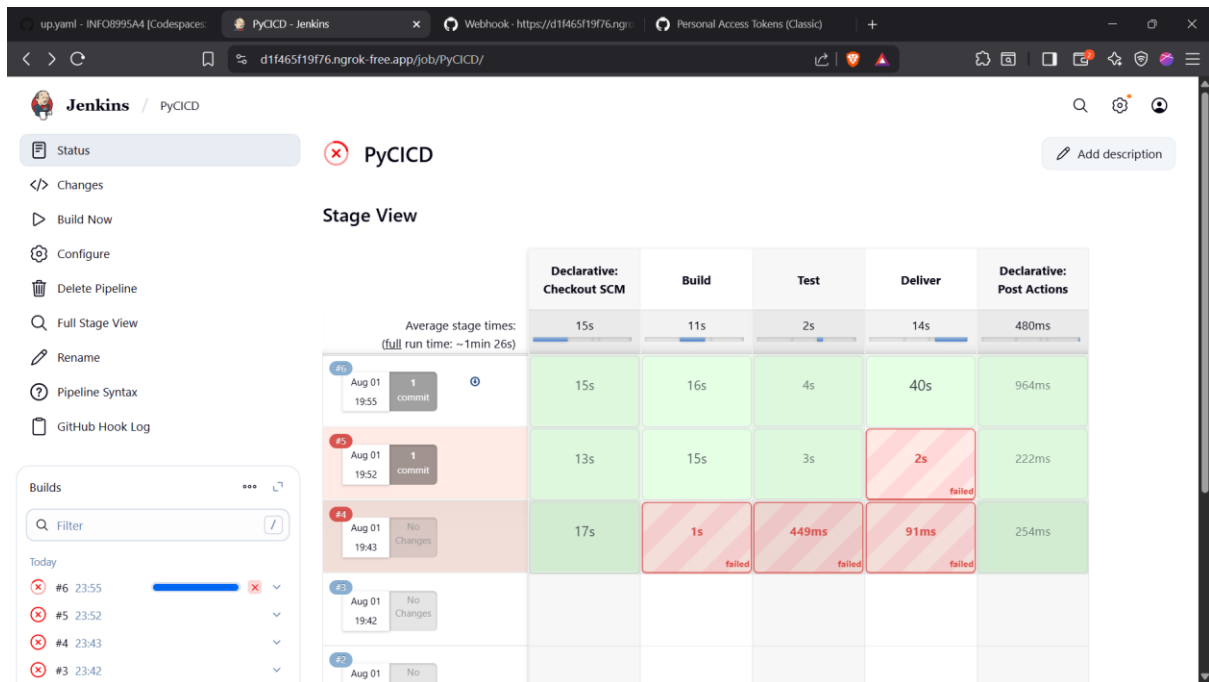 up.yaml - INFO8995A4 [Codespaces:
PyCICD - Jenkins
Webhook · https://d1f465f19f76.ngro
Personal Access Tokens (Classic)
d1f465f19f76.ngrok-free.app/job/PyCICD/
2
Jenkins / PyCICD
Status
Changes
Build Now
Configure
Delete Pipeline
Full Stage View
Rename
Pipeline Syntax
GitHub Hook Log
Builds
Filter /
Today
#6 23:55
#5 23:52
#4 23:43
#3 23:42
PyCICD
Add description
Stage View
Declarative: Checkout SCM
Build
Test
Deliver
Declarative: Post Actions
Average stage times:
(full run time: ~1min 26s)
15s 11s 2s 14s 480ms
#6
Aug 01
19:55
1 commit
15s 16s 4s 40s 964ms
#5
Aug 01
19:52
1 commit
13s 15s 3s 2s 222ms
failed
#4
Aug 01
19:43
No Changes
17s 1s 449ms 91ms 254ms
failed failed failed
#3
Aug 01
19:42
No Changes
#2
Aug 01
No